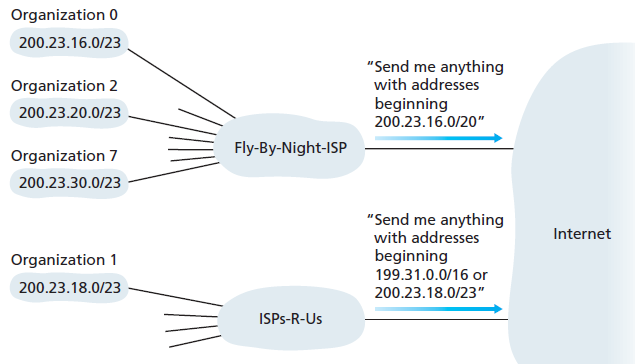 Organization 0
200.23.16.0/23
Organization 2
200.23.20.0/23
Organization 7
200.23.30.0/23
Fly-By-Night-ISP
“Send me anything
with addresses
beginning
200.23.16.0/20”
Organization 1
200.23.18.0/23
ISPs-R-Us
“Send me anything
with addresses
beginning
199.31.0.0/16 or
200.23.18.0/23”
Internet